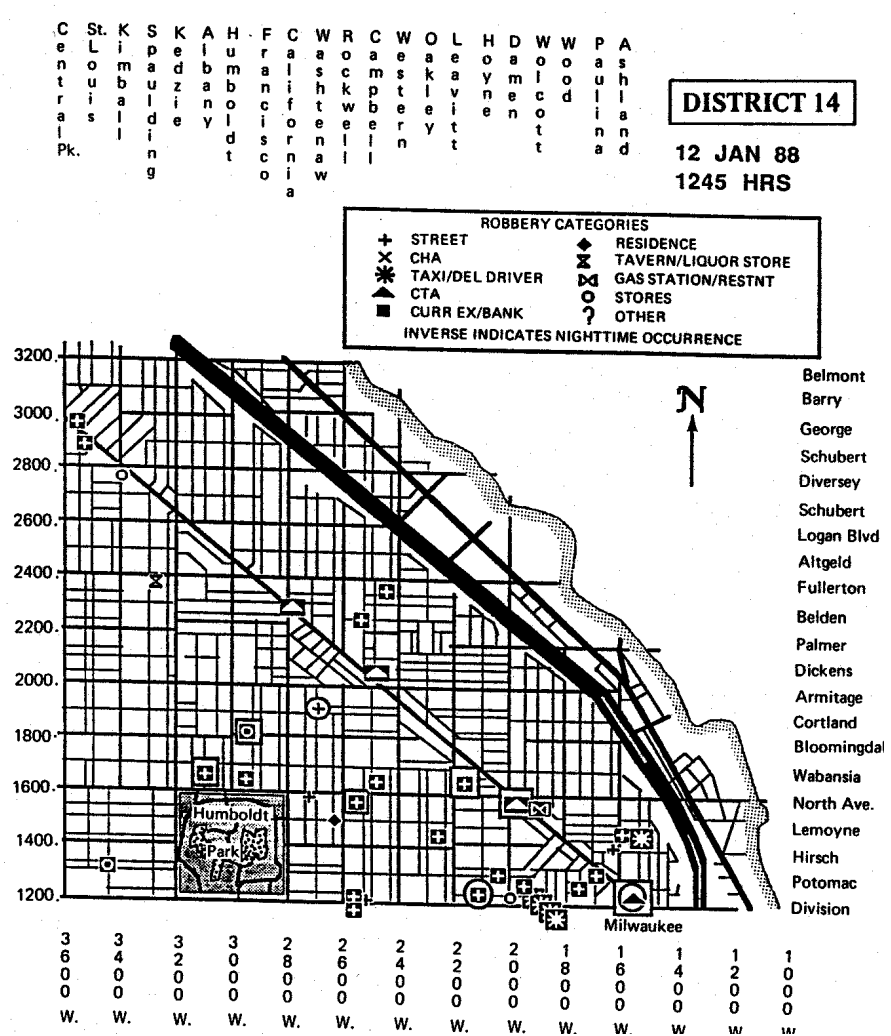 Central Pk.
St. Louis
Kimball
Spaulding
Kedzie
Albany
Humboldt
Francisco
California
Washtenaw
Rockwell
Campbell
Western
Oakley
Leavitt
Hoyne
Damen
Wolcott
Wood
Paulina
Ashland
DISTRICT 14
12 JAN 88
1245 HRS
ROBBERY CATEGORIES
STREET
CHA
TAXI/DEL DRIVER
CTA
CURR EX/BANK
RESIDENCE
TAVERN/LIQUOR STORE
GAS STATION/RESTNT
STORES
OTHER
INVERSE INDICATES NIGHTTIME OCCURRENCE
3200.
3000.
2800.
2600.
2400.
2200.
2000.
1800.
1600.
1400.
1200.
N
Belmont
Barry
George
Schubert
Diversey
Schubert
Logan Blvd
Altgeld
Fullerton
Belden
Palmer
Dickens
Armitage
Cortland
Bloomingdal
Wabansia
North Ave.
Lemoyne
Hirsch
Potomac
Division
Humboldt
Park
Milwaukee
3600 W.
3400 W.
3200 W.
3000 W.
2800 W.
2600 W.
2400 W.
2200 W.
2000 W.
1800 W.
1600 W.
1400 W.
1200 W.
1000 W.